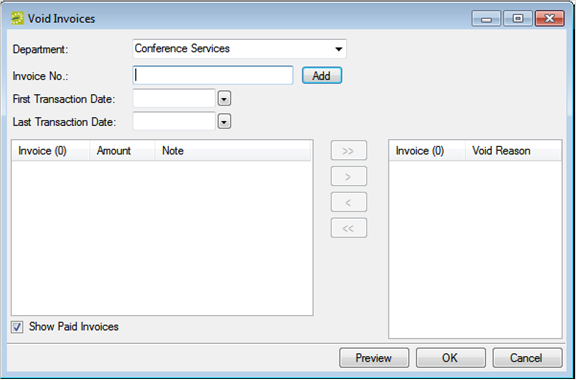 Void Invoices
Department: Conference Services
Invoice No.: Add
First Transaction Date:
Last Transaction Date:
Invoice (0) Amount Note >> Invoice (0) Void Reason
>
<
<<
Show Paid Invoices
Preview OK Cancel